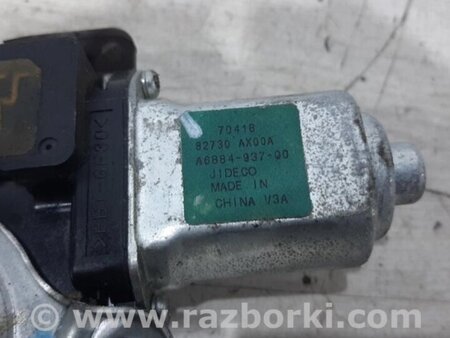 70418
82730 AX00A
A6884-937-00
JIDECO
MADE IN
CHINA V3A
www.razborki.com